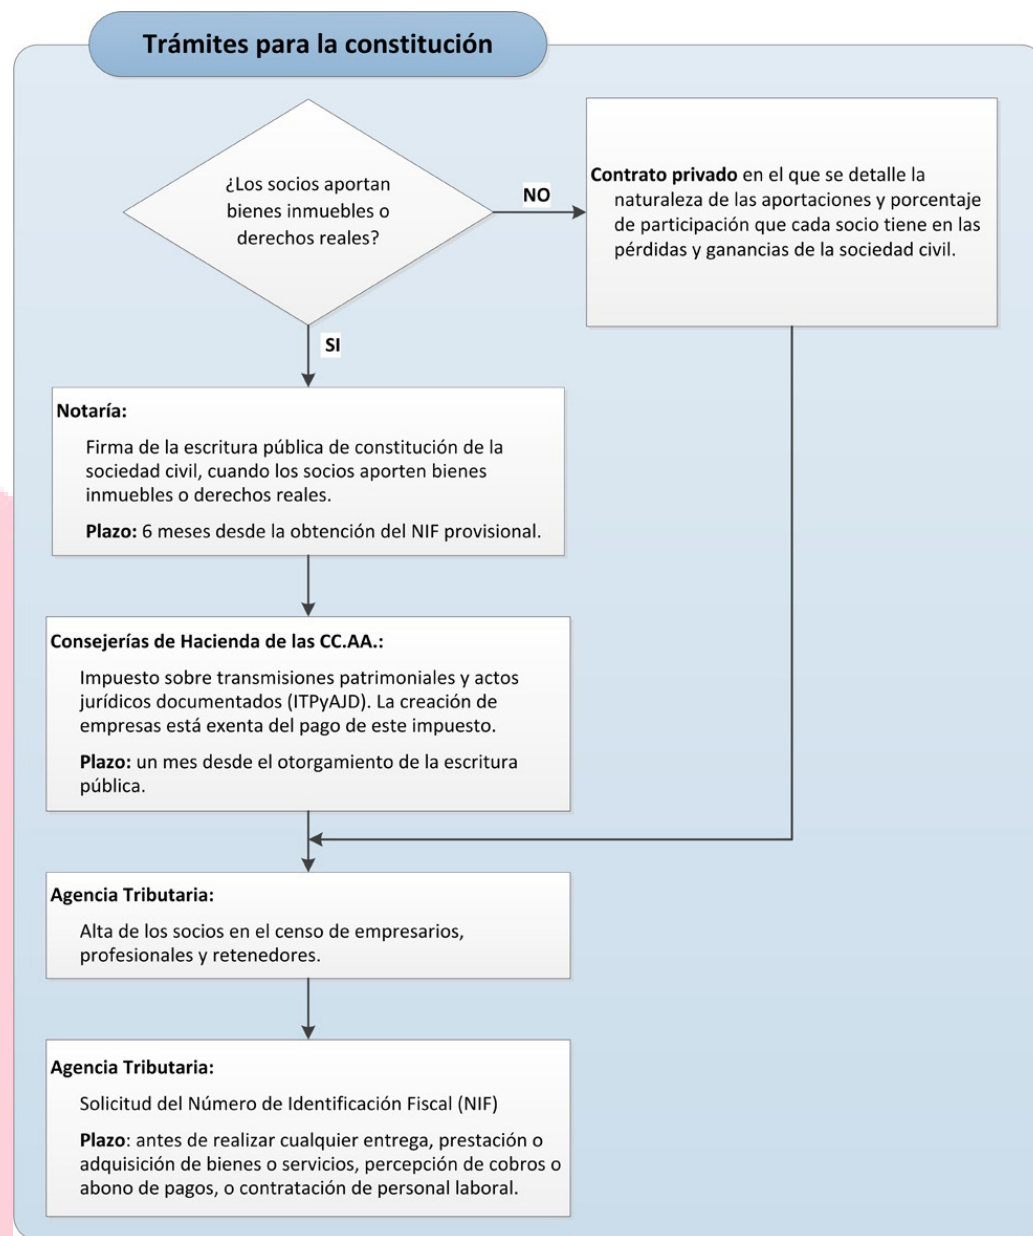 Trámites para la constitución
¿Los socios aportan
bienes inmuebles o
derechos reales?
NO
Contrato privado en el que se detalle la
naturaleza de las aportaciones y porcentaje
de participación que cada socio tiene en las
pérdidas y ganancias de la sociedad civil.
SI
Notaría:
Firma de la escritura pública de constitución de la
sociedad civil, cuando los socios aporten bienes
inmuebles o derechos reales.
Plazo: 6 meses desde la obtención del NIF provisional.
Consejerías de Hacienda de las CC.AA.:
Impuesto sobre transmisiones patrimoniales y actos
jurídicos documentados (ITPyAJD). La creación de
empresas está exenta del pago de este impuesto.
Plazo: un mes desde el otorgamiento de la escritura
pública.
Agencia Tributaria:
Alta de los socios en el censo de empresarios,
profesionales y retenedores.
Agencia Tributaria:
Solicitud del Número de Identificación Fiscal (NIF)
Plazo: antes de realizar cualquier entrega, prestación o
adquisición de bienes o servicios, percepción de cobros o
abono de pagos, o contratación de personal laboral.